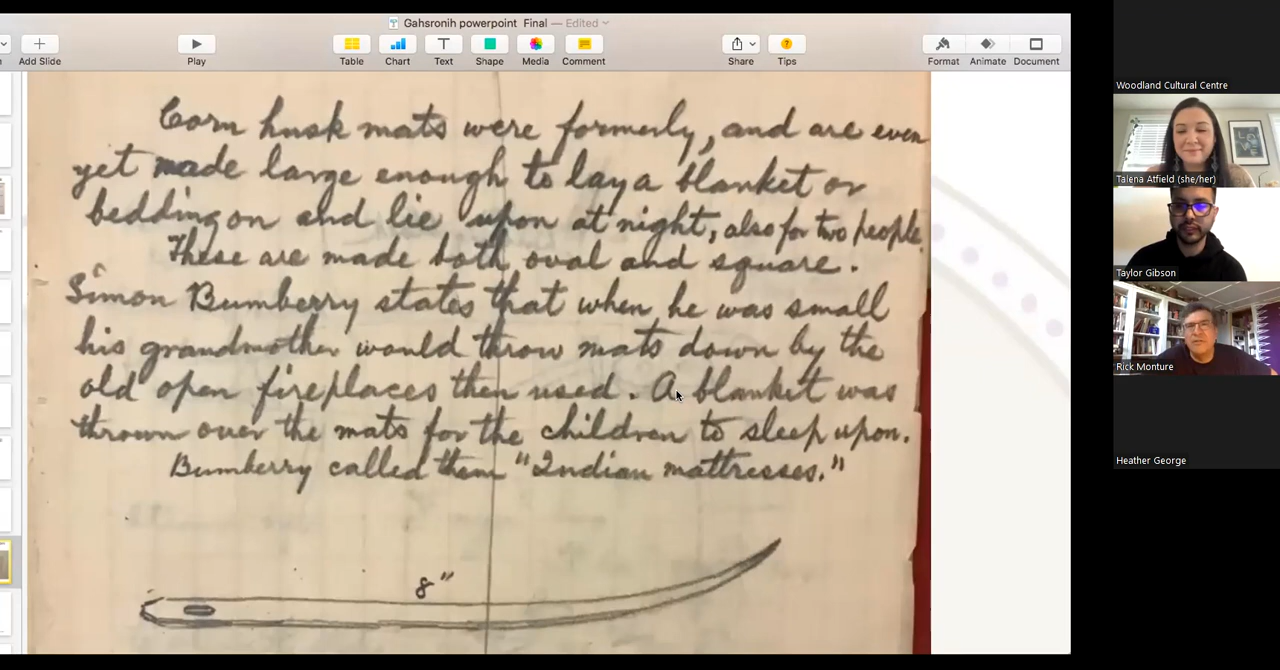 Gahsronih powerpoint Final — Edited
Add Slide
Play
Table
Chart
Text
Shape
Media
Comment
Share
Tips
Format
Animate
Document
Corn husk mats were formerly, and are even
yet made large enough to lay a blanket or
bedding on and lie upon at night, also for two people.
These are made both oval and square.
Simon Bumberry states that when he was small
his grandmother would throw mats down by the
old open fireplaces then used. A blanket was
thrown over the mats for the children to sleep upon.
Bumberry called them "Indian mattresses."
8"
Woodland Cultural Centre
Talena Atfield (she/her)
Taylor Gibson
Rick Monture
Heather George